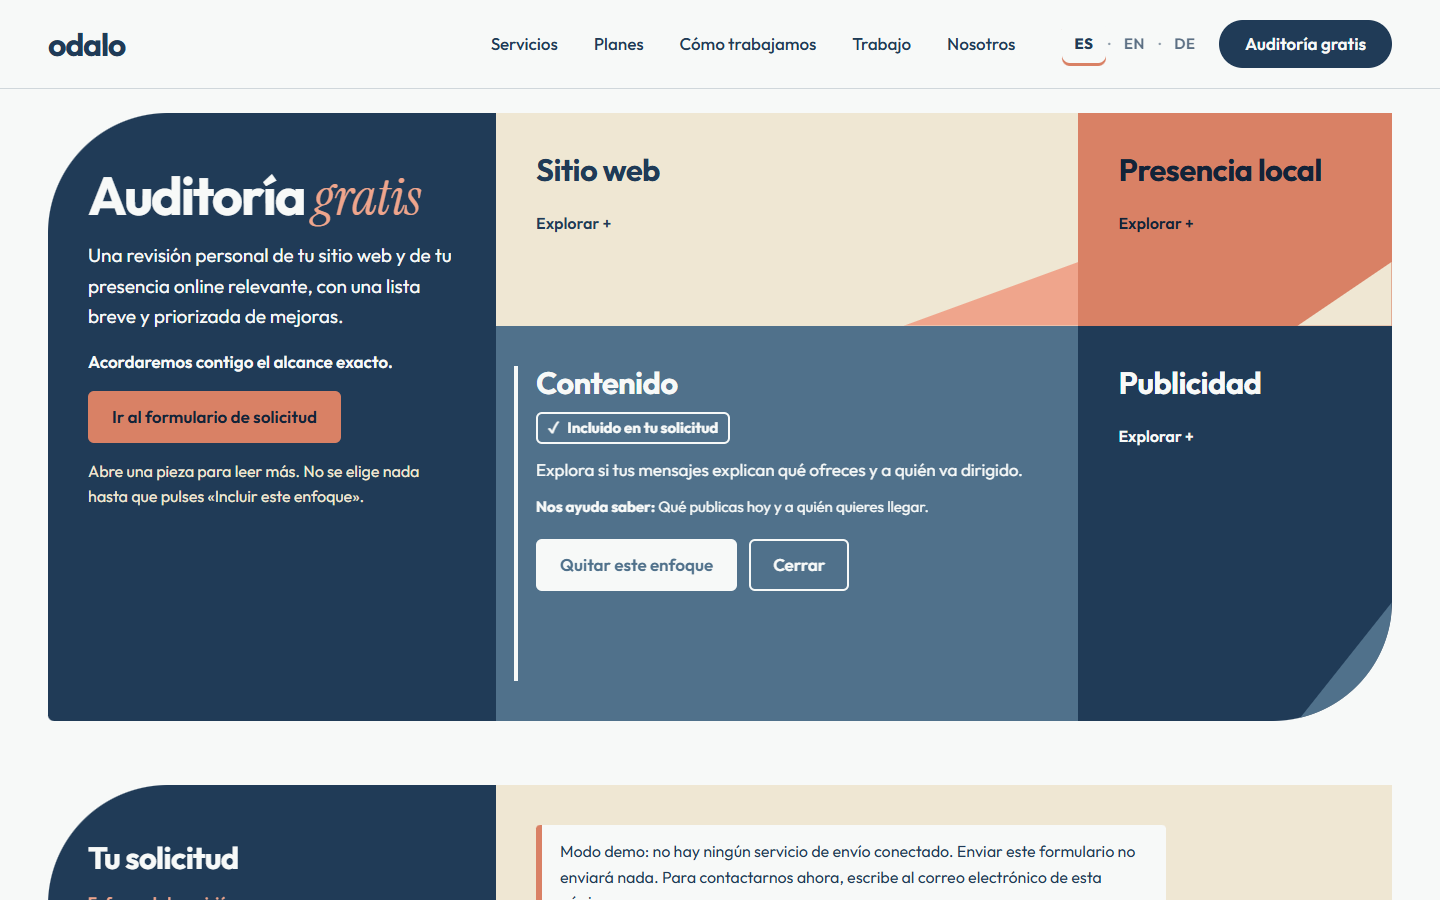 odalo
Servicios
Planes
Cómo trabajamos
Trabajo
Nosotros
ES · EN · DE
Auditoría gratis
Auditoría gratis
Una revisión personal de tu sitio web y de tu
presencia online relevante, con una lista
breve y priorizada de mejoras.
Acordaremos contigo el alcance exacto.
Ir al formulario de solicitud
Abre una pieza para leer más. No se elige nada
hasta que pulses «Incluir este enfoque».
Sitio web
Explorar +
Presencia local
Explorar +
Contenido
✓ Incluido en tu solicitud
Explora si tus mensajes explican qué ofreces y a quién va dirigido.
Nos ayuda saber: Qué publicas hoy y a quién quieres llegar.
Quitar este enfoque
Cerrar
Publicidad
Explorar +
Tu solicitud
Modo demo: no hay ningún servicio de envío conectado. Enviar este formulario no
enviará nada. Para contactarnos ahora, escribe al correo electrónico de esta